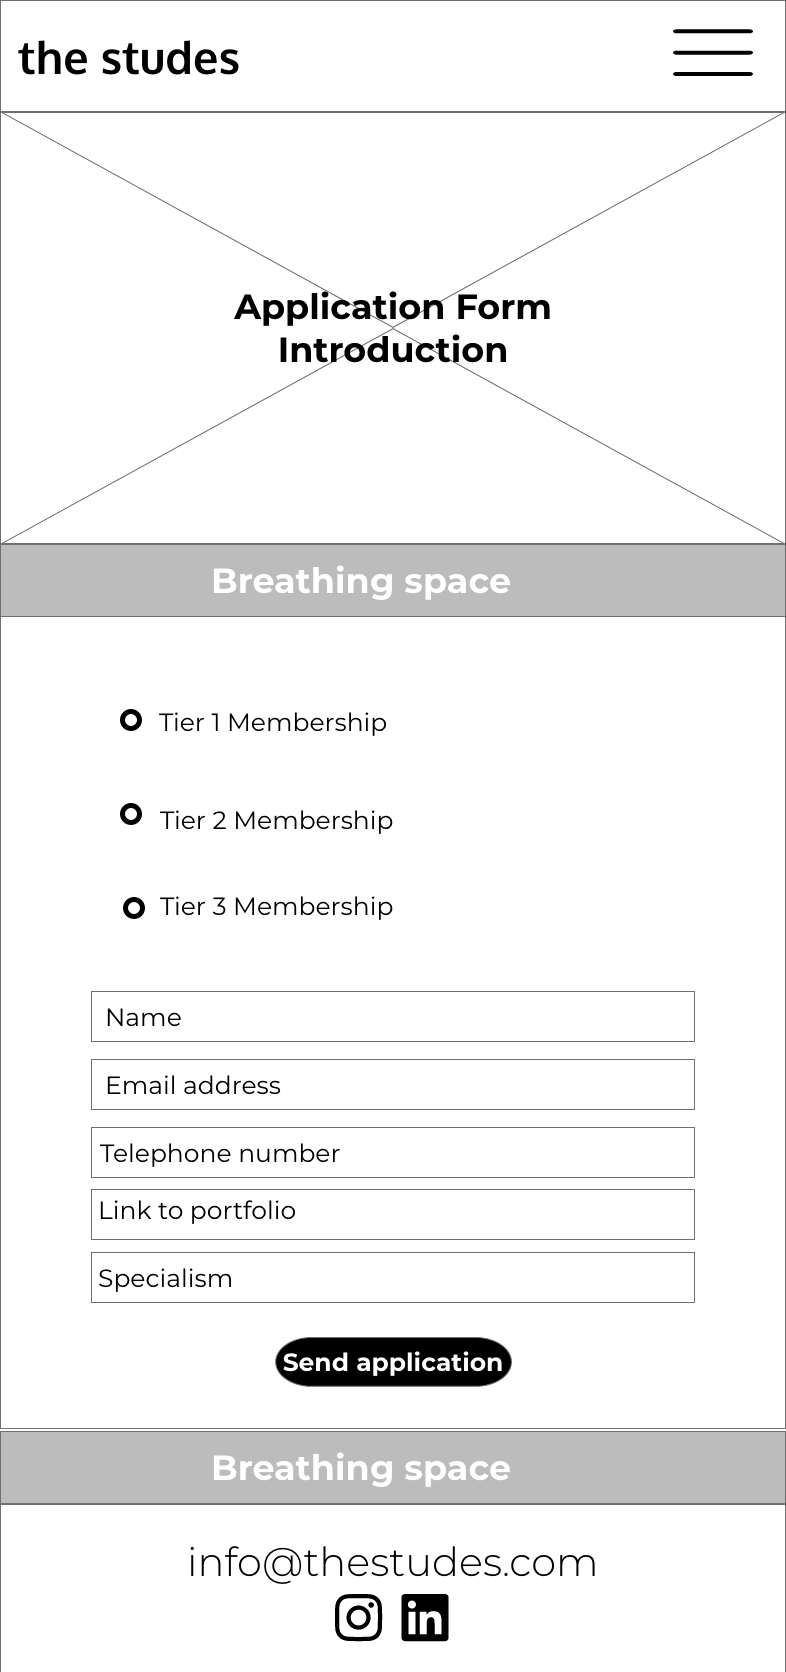 the studes
Application Form
Introduction
Breathing space
Tier 1 Membership
Tier 2 Membership
Tier 3 Membership
Name
Email address
Telephone number
Link to portfolio
Specialism
Send application
Breathing space
info@thestudes.com
in